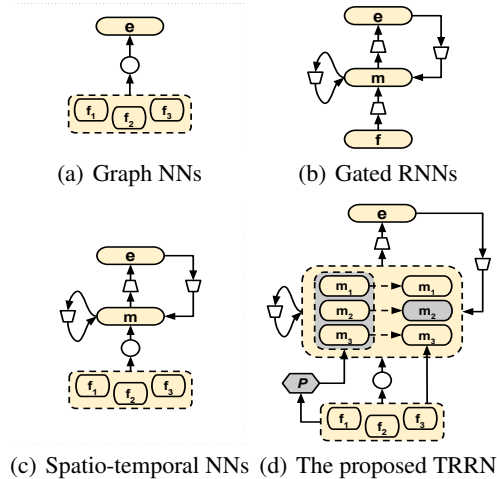 e
f1 f2 f3
(a) Graph NNs
e
m
f
(b) Gated RNNs
e
m
f1 f2 f3
(c) Spatio-temporal NNs
e
m1 m1
m2 m2
m3 m3
P
f1 f2 f3
(d) The proposed TRRN